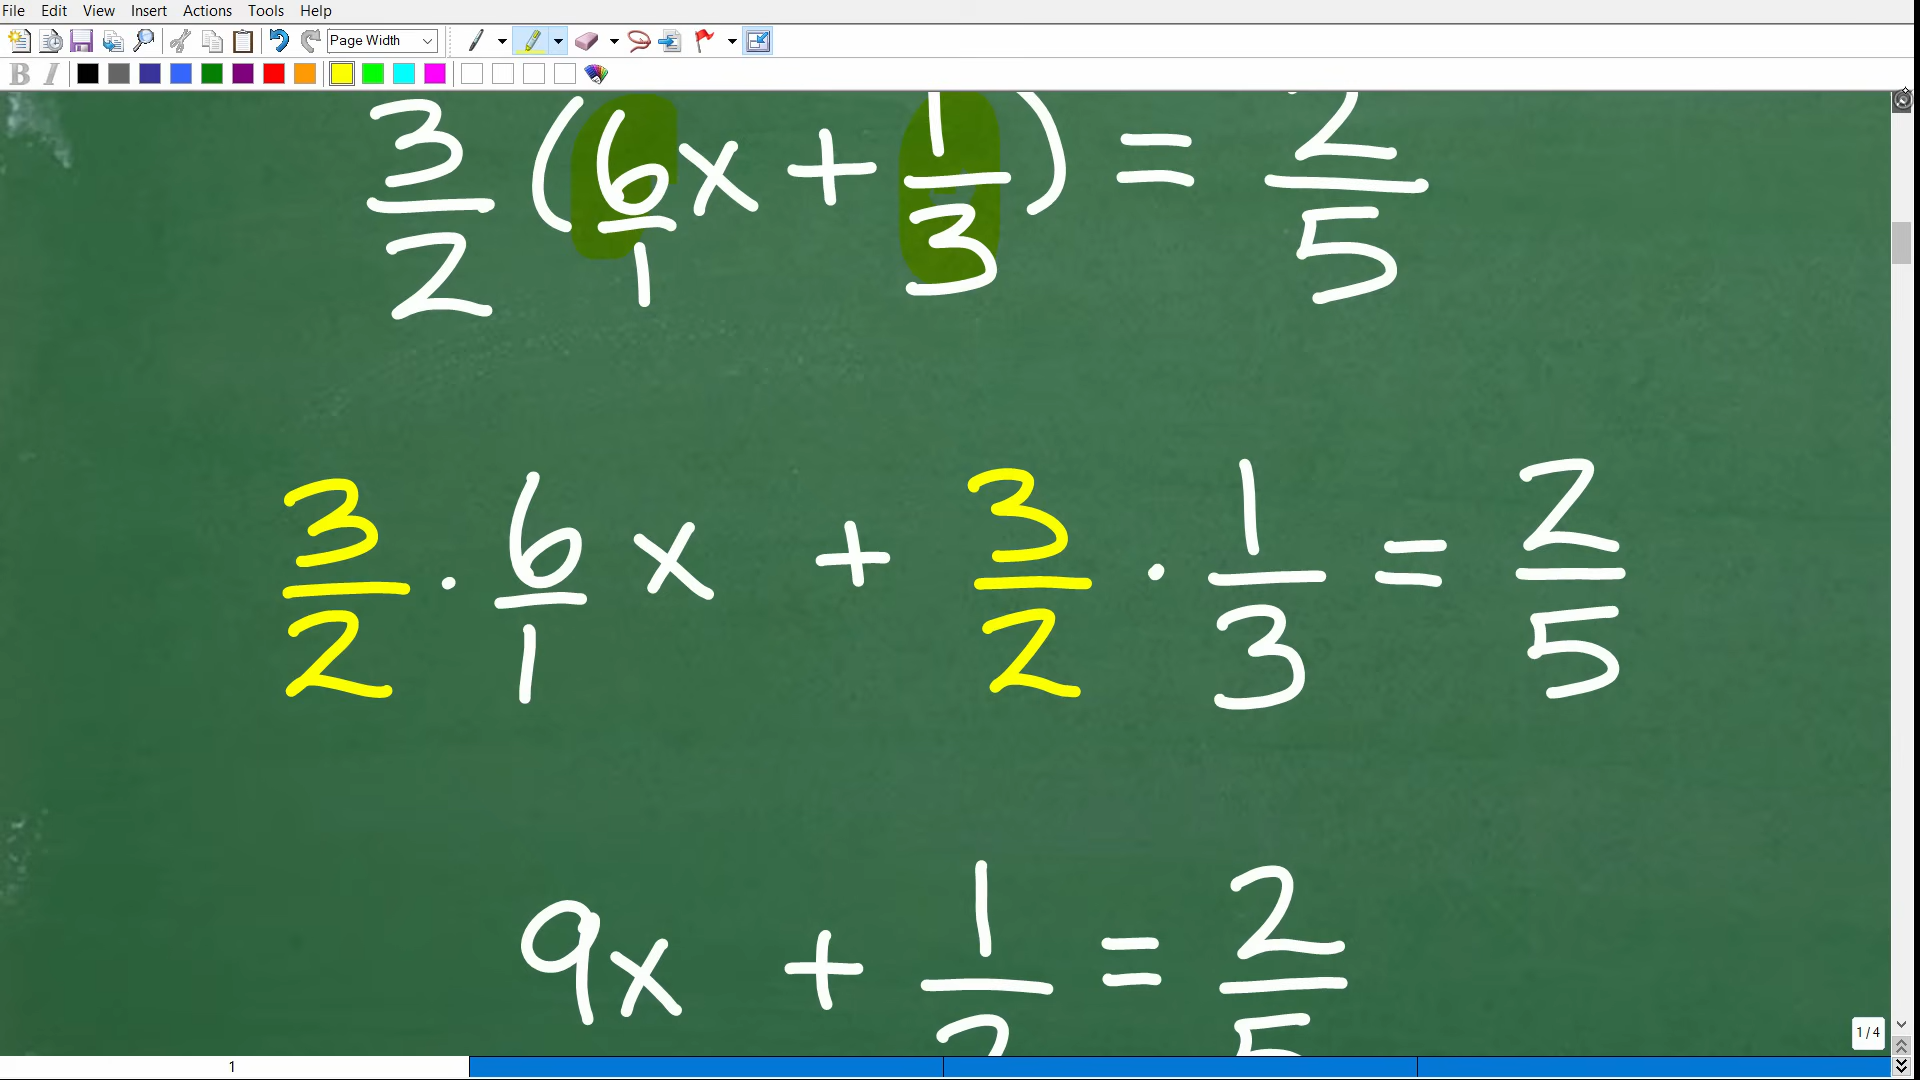 File Edit View Insert Actions Tools Help
Page Width
B I
3/2 (6/1 x + 1/3) = 2/5
3/2 · 6/1 x + 3/2 · 1/3 = 2/5
9x + 1/2 = 2/5
1 / 4
1